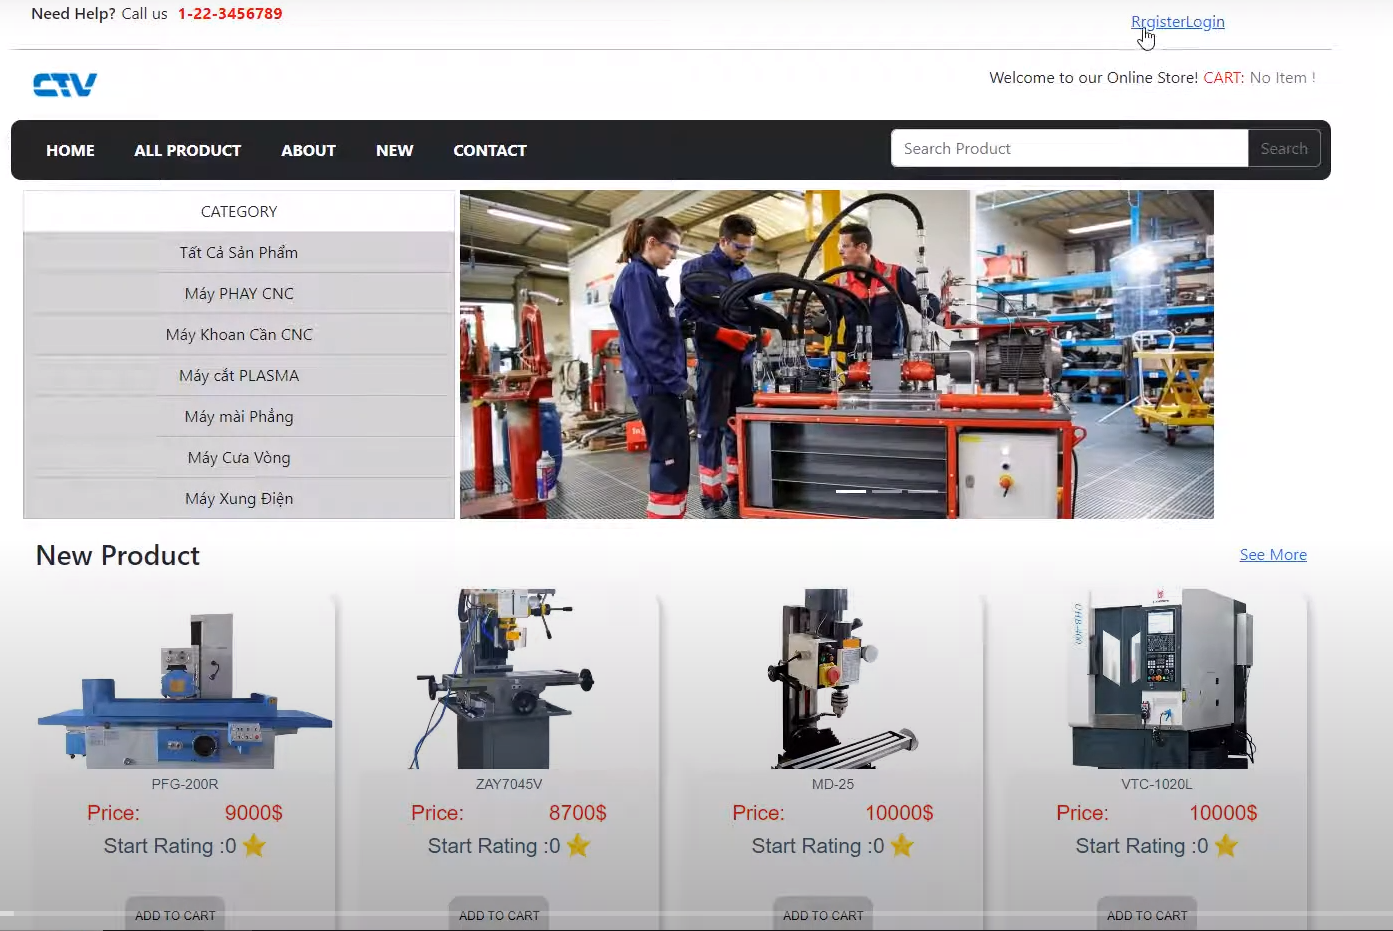 Need Help? Call us 1-22-3456789
RrgisterLogin
CTV
Welcome to our Online Store! CART: No Item !
HOME ALL PRODUCT ABOUT NEW CONTACT
Search Product Search
CATEGORY
Tất Cả Sản Phẩm
Máy PHAY CNC
Máy Khoan Cần CNC
Máy cắt PLASMA
Máy mài Phẳng
Máy Cưa Vòng
Máy Xung Điện
New Product
See More
CHB-400
PFG-200R
ZAY7045V
MD-25
VTC-1020L
Price: 9000$
Price: 8700$
Price: 10000$
Price: 10000$
Start Rating :0
Start Rating :0
Start Rating :0
Start Rating :0
ADD TO CART
ADD TO CART
ADD TO CART
ADD TO CART